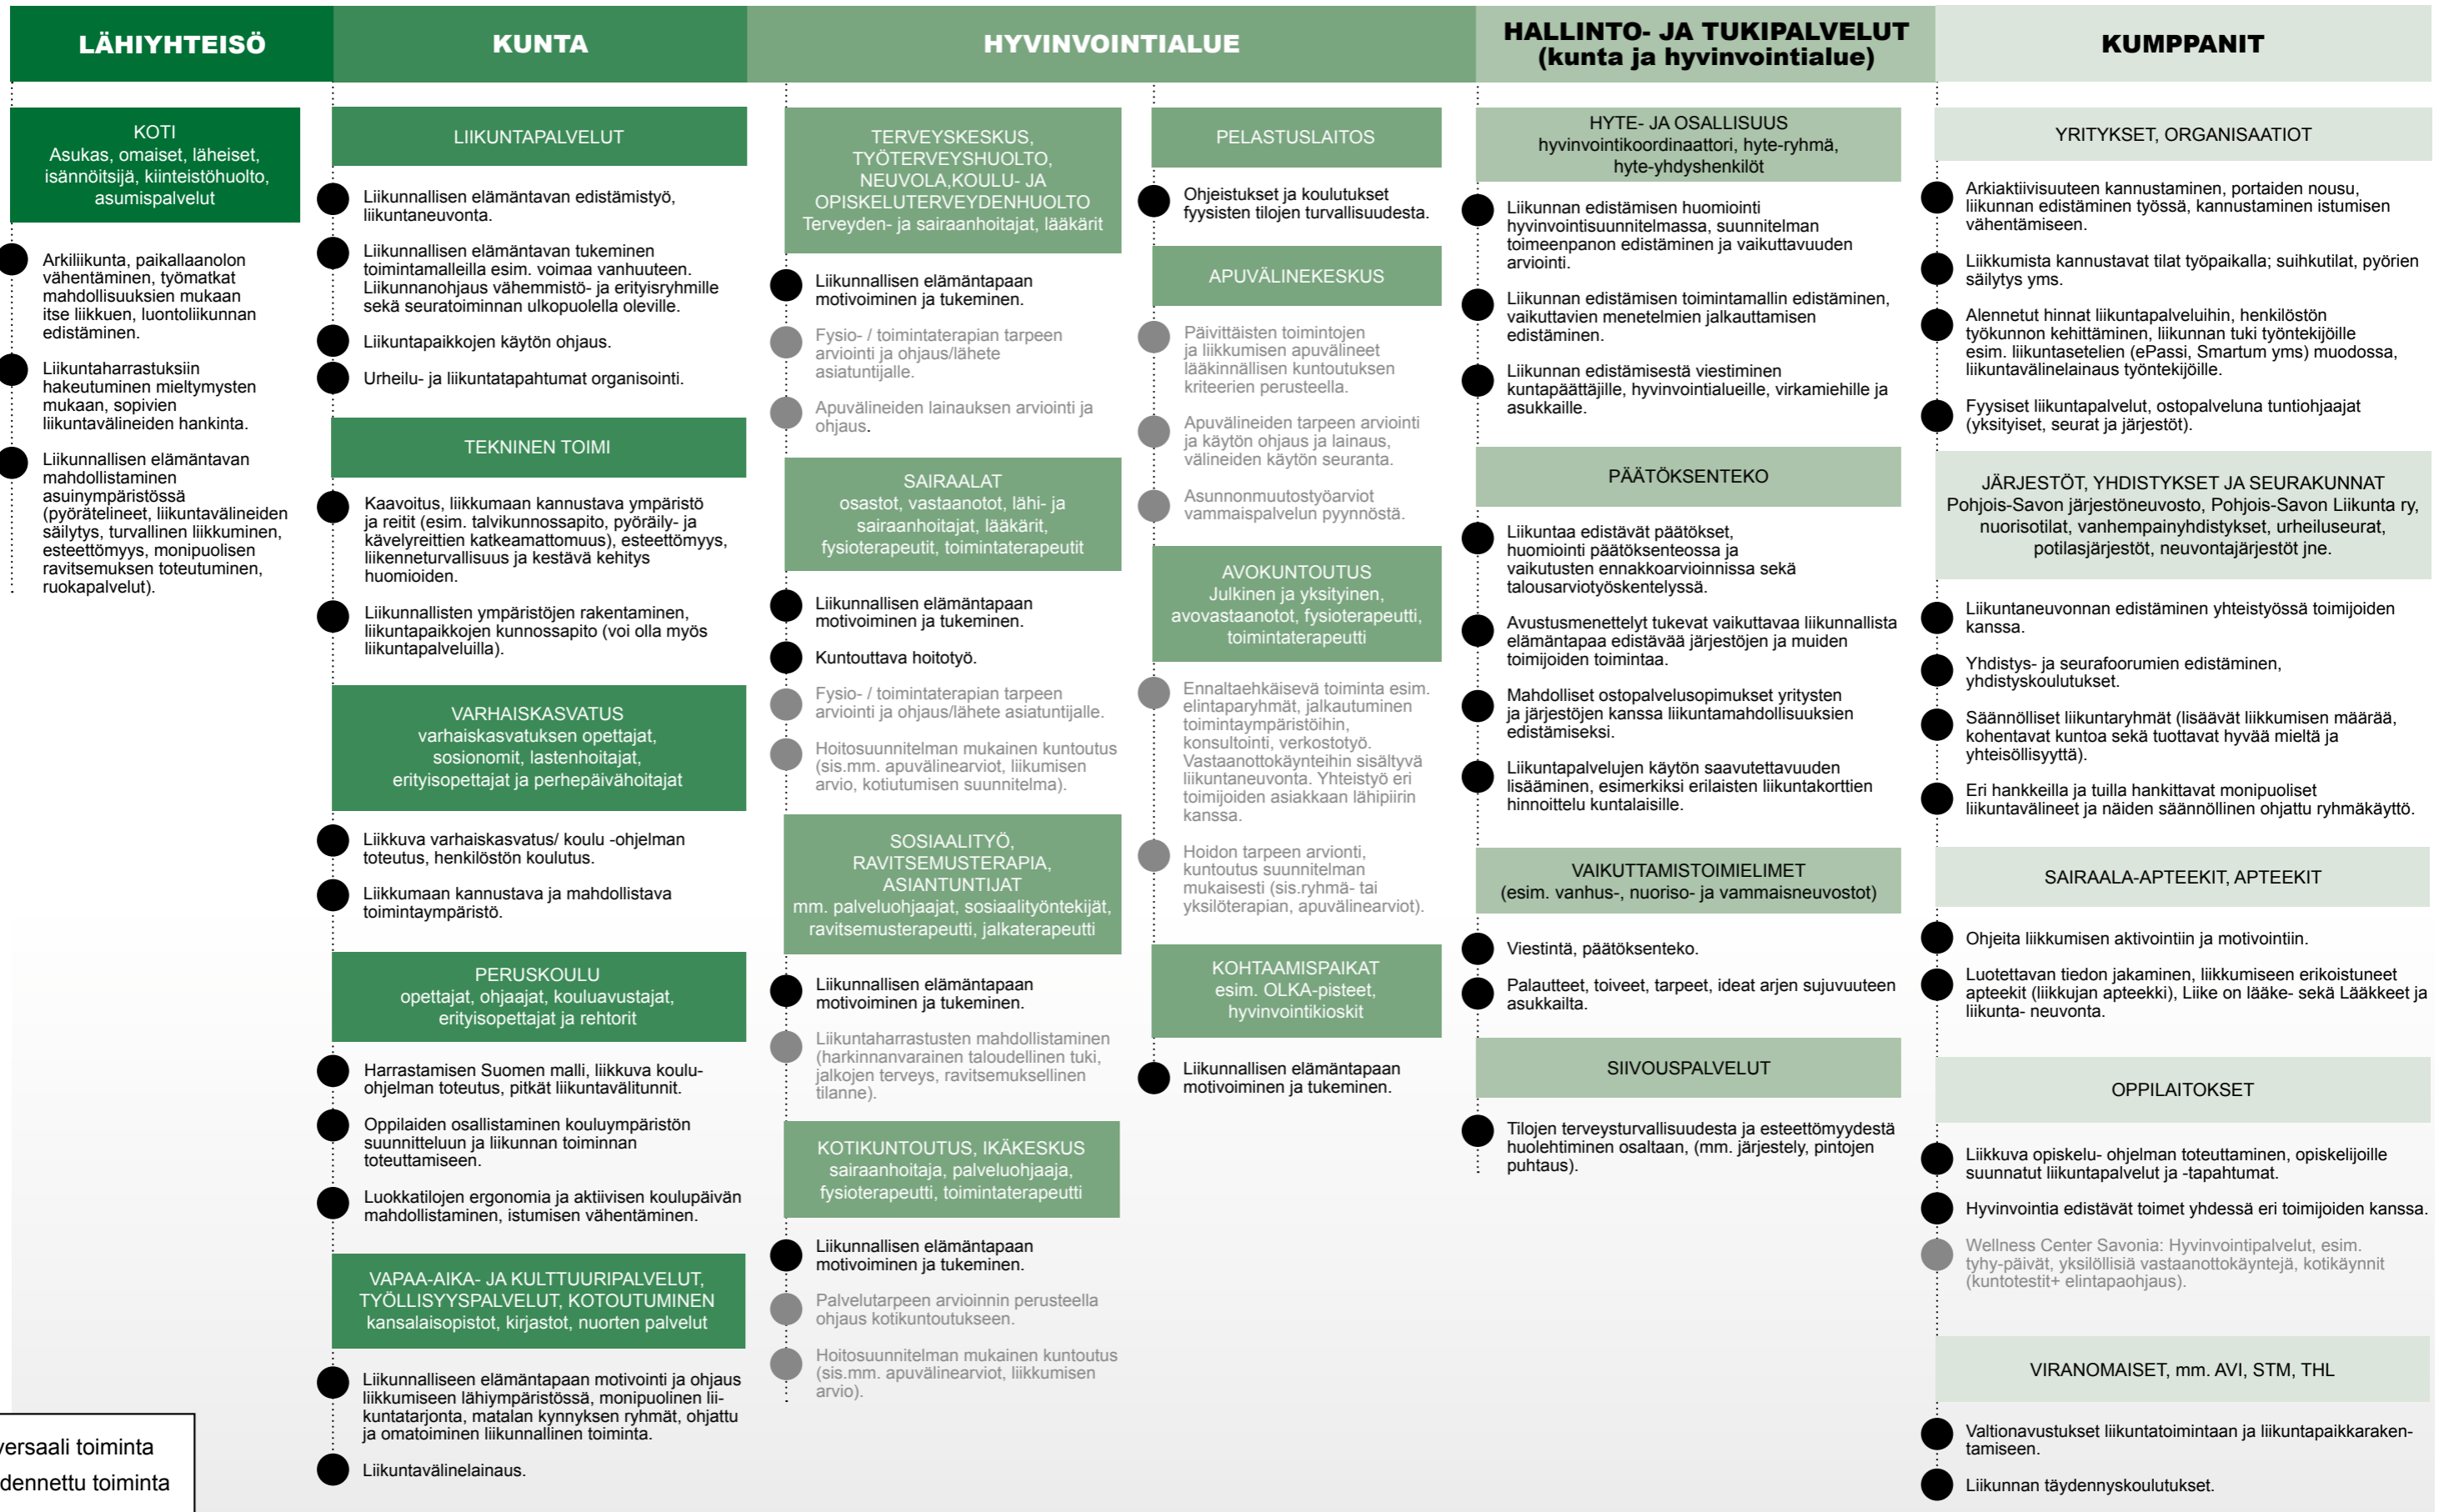 LÄHIYHTEISÖ
KOTI
Asukas, omaiset, läheiset,
isännöitsijä, kiinteistöhuolto,
asumispalvelut
Arkiliikunta, paikallaanolon
vähentäminen, työmatkat
mahdollisuuksien mukaan
itse liikkuen, luontoliikunnan
edistäminen.
Liikuntaharrastuksiin
hakeutuminen mieltymysten
mukaan, sopivien
liikuntavälineiden hankinta.
Liikunnallisen elämäntavan
mahdollistaminen
asuinympäristössä
(pyörätelineet, liikuntavälineiden
säilytys, turvallinen liikkuminen,
esteettömyys, monipuolisen
ravitsemuksen toteutuminen,
ruokapalvelut).
KUNTA
LIIKUNTAPALVELUT
Liikunnallisen elämäntavan edistämistyö,
liikuntaneuvonta.
Liikunnallisen elämäntavan tukeminen
toimintamalleilla esim. voimaa vanhuuteen.
Liikunnanohjaus vähemmistö- ja erityisryhmille
sekä seuratoiminnan ulkopuolella oleville.
Liikuntapaikkojen käytön ohjaus.
Urheilu- ja liikuntatapahtumat organisointi.
TEKNINEN TOIMI
Kaavoitus, liikkumaan kannustava ympäristö
ja reitit (esim. talvikunnossapito, pyöräily- ja
kävelyreittien katkeamattomuus), esteettömyys,
liikenneturvallisuus ja kestävä kehitys
huomioiden.
Liikunnallisten ympäristöjen rakentaminen,
liikuntapaikkojen kunnossapito (voi olla myös
liikuntapalveluilla).
VARHAISKASVATUS
varhaiskasvatuksen opettajat,
sosionomit, lastenhoitajat,
erityisopettajat ja perhepäivähoitajat
Liikkuva varhaiskasvatus/ koulu -ohjelman
toteutus, henkilöstön koulutus.
Liikkumaan kannustava ja mahdollistava
toimintaympäristö.
PERUSKOULU
opettajat, ohjaajat, kouluavustajat,
erityisopettajat ja rehtorit
Harrastamisen Suomen malli, liikkuva koulu-
ohjelman toteutus, pitkät liikuntavälitunnit.
Oppilaiden osallistaminen kouluympäristön
suunnitteluun ja liikunnan toiminnan
toteuttamiseen.
Luokkatilojen ergonomia ja aktiivisen koulupäivän
mahdollistaminen, istumisen vähentäminen.
VAPAA-AIKA- JA KULTTUURIPALVELUT,
TYÖLLISYYSPALVELUT, KOTOUTUMINEN
kansalaisopistot, kirjastot, nuorten palvelut
Liikunnalliseen elämäntapaan motivointi ja ohjaus
liikkumiseen lähiympäristössä, monipuolinen lii-
kuntatarjonta, matalan kynnyksen ryhmät, ohjattu
ja omatoiminen liikunnallinen toiminta.
Liikuntavälinelainaus.
HYVINVOINTIALUE
TERVEYSKESKUS,
TYÖTERVEYSHUOLTO,
NEUVOLA,KOULU- JA
OPISKELUTERVEYDENHUOLTO
Terveyden- ja sairaanhoitajat, lääkärit
Liikunnallisen elämäntapaan
motivoiminen ja tukeminen.
Fysio- / toimintaterapian tarpeen
arviointi ja ohjaus/lähete
asiatuntijalle.
Apuvälineiden lainauksen arviointi ja
ohjaus.
SAIRAALAT
osastot, vastaanotot, lähi- ja
sairaanhoitajat, lääkärit,
fysioterapeutit, toimintaterapeutit
Liikunnallisen elämäntapaan
motivoiminen ja tukeminen.
Kuntouttava hoitotyö.
Fysio- / toimintaterapian tarpeen
arviointi ja ohjaus/lähete asiatuntijalle.
Hoitosuunnitelman mukainen kuntoutus
(sis.mm. apuvälinearviot, liikumisen
arvio, kotiutumisen suunnitelma).
SOSIAALITYÖ,
RAVITSEMUSTERAPIA,
ASIANTUNTIJAT
mm. palveluohjaajat, sosiaalityöntekijät,
ravitsemusterapeutti, jalkaterapeutti
Liikunnallisen elämäntapaan
motivoiminen ja tukeminen.
Liikuntaharrastusten mahdollistaminen
(harkinnanvarainen taloudellinen tuki,
jalkojen terveys, ravitsemuksellinen
tilanne).
KOTIKUNTOUTUS, IKÄKESKUS
sairaanhoitaja, palveluohjaaja,
fysioterapeutti, toimintaterapeutti
Liikunnallisen elämäntapaan
motivoiminen ja tukeminen.
Palvelutarpeen arvioinnin perusteella
ohjaus kotikuntoutukseen.
Hoitosuunnitelman mukainen kuntoutus
(sis.mm. apuvälinearviot, liikkumisen
arvio).
PELASTUSLAITOS
Ohjeistukset ja koulutukset
fyysisten tilojen turvallisuudesta.
APUVÄLINEKESKUS
Päivittäisten toimintojen
ja liikkumisen apuvälineet
lääkinnällisen kuntoutuksen
kriteerien perusteella.
Apuvälineiden tarpeen arviointi
ja käytön ohjaus ja lainaus,
välineiden käytön seuranta.
Asunnonmuutostyöarviot
vammaispalvelun pyynnöstä.
AVOKUNTOUTUS
Julkinen ja yksityinen,
avovastaanotot, fysioterapeutti,
toimintaterapeutti
Ennaltaehkäisevä toiminta esim.
elintaparyhmät, jalkautuminen
toimintaympäristöihin,
konsultointi, verkostotyö.
Vastaanottokäynteihin sisältyvä
liikuntaneuvonta. Yhteistyö eri
toimijoiden asiakkaan lähipiirin
kanssa.
Hoidon tarpeen arvionti,
kuntoutus suunnitelman
mukaisesti (sis.ryhmä- tai
yksilöterapian, apuvälinearviot).
KOHTAAMISPAIKAT
esim. OLKA-pisteet,
hyvinvointikioskit
Liikunnallisen elämäntapaan
motivoiminen ja tukeminen.
HALLINTO- JA TUKIPALVELUT
(kunta ja hyvinvointialue)
HYTE- JA OSALLISUUS
hyvinvointikoordinaattori, hyte-ryhmä,
hyte-yhdyshenkilöt
Liikunnan edistämisen huomiointi
hyvinvointisuunnitelmassa, suunnitelman
toimeenpanon edistäminen ja vaikuttavuuden
arviointi.
Liikunnan edistämisen toimintamallin edistäminen,
vaikuttavien menetelmien jalkauttamisen
edistäminen.
Liikunnan edistämisestä viestiminen
kuntapäättäjille, hyvinvointialueille, virkamiehille ja
asukkaille.
PÄÄTÖKSENTEKO
Liikuntaa edistävät päätökset,
huomiointi päätöksenteossa ja
vaikutusten ennakkoarvioinnissa sekä
talousarviotyöskentelyssä.
Avustusmenettelyt tukevat vaikuttavaa liikunnallista
elämäntapaa edistävää järjestöjen ja muiden
toimijoiden toimintaa.
Mahdolliset ostopalvelusopimukset yritysten
ja järjestöjen kanssa liikuntamahdollisuuksien
edistämiseksi.
Liikuntapalvelujen käytön saavutettavuuden
lisääminen, esimerkiksi erilaisten liikuntakorttien
hinnoittelu kuntalaisille.
VAIKUTTAMISTOIMIELIMET
(esim. vanhus-, nuoriso- ja vammaisneuvostot)
Viestintä, päätöksenteko.
Palautteet, toiveet, tarpeet, ideat arjen sujuvuuteen
asukkailta.
SIIVOUSPALVELUT
Tilojen terveysturvallisuudesta ja esteettömyydestä
huolehtiminen osaltaan, (mm. järjestely, pintojen
puhtaus).
KUMPPANIT
YRITYKSET, ORGANISAATIOT
Arkiaktiivisuuteen kannustaminen, portaiden nousu,
liikunnan edistäminen työssä, kannustaminen istumisen
vähentämiseen.
Liikkumista kannustavat tilat työpaikalla; suihkutilat, pyörien
säilytys yms.
Alennetut hinnat liikuntapalveluihin, henkilöstön
työkunnon kehittäminen, liikunnan tuki työntekijöille
esim. liikuntasetelien (ePassi, Smartum yms) muodossa,
liikuntavälinelainaus työntekijöille.
Fyysiset liikuntapalvelut, ostopalveluna tuntiohjaajat
(yksityiset, seurat ja järjestöt).
JÄRJESTÖT, YHDISTYKSET JA SEURAKUNNAT
Pohjois-Savon järjestöneuvosto, Pohjois-Savon Liikunta ry,
nuorisotilat, vanhempainyhdistykset, urheiluseurat,
potilasjärjestöt, neuvontajärjestöt jne.
Liikuntaneuvonnan edistäminen yhteistyössä toimijoiden
kanssa.
Yhdistys- ja seurafoorumien edistäminen,
yhdistyskoulutukset.
Säännölliset liikuntaryhmät (lisäävät liikkumisen määrää,
kohentavat kuntoa sekä tuottavat hyvää mieltä ja
yhteisöllisyyttä).
Eri hankkeilla ja tuilla hankittavat monipuoliset
liikuntavälineet ja näiden säännöllinen ohjattu ryhmäkäyttö.
SAIRAALA-APTEEKIT, APTEEKIT
Ohjeita liikkumisen aktivointiin ja motivointiin.
Luotettavan tiedon jakaminen, liikkumiseen erikoistuneet
apteekit (liikkujan apteekki), Liike on lääke- sekä Lääkkeet ja
liikunta- neuvonta.
OPPILAITOKSET
Liikkuva opiskelu- ohjelman toteuttaminen, opiskelijoille
suunnatut liikuntapalvelut ja -tapahtumat.
Hyvinvointia edistävät toimet yhdessä eri toimijoiden kanssa.
Wellness Center Savonia: Hyvinvointipalvelut, esim.
tyhy-päivät, yksilöllisiä vastaanottokäyntejä, kotikäynnit
(kuntotestit+ elintapaohjaus).
VIRANOMAISET, mm. AVI, STM, THL
Valtionavustukset liikuntatoimintaan ja liikuntapaikkaraken-
tamiseen.
Liikunnan täydennyskoulutukset.
versaali toiminta
dennettu toiminta